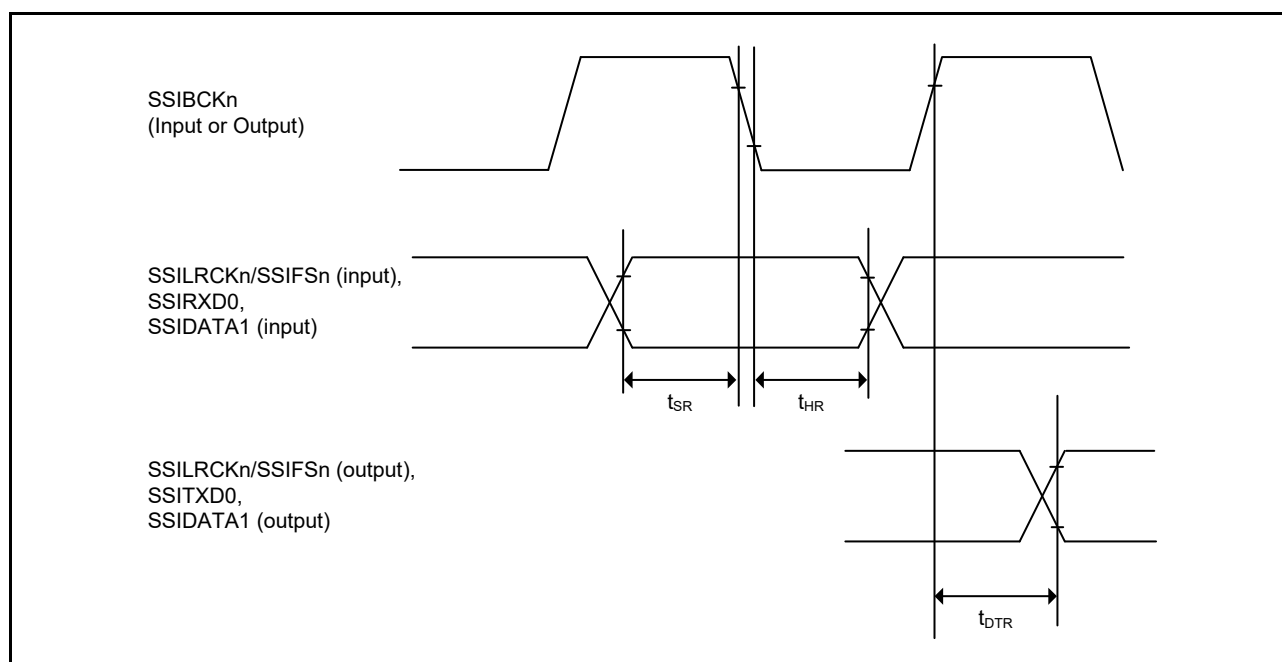 SSIBCKn
(Input or Output)
SSILRCKn/SSIFSn (input),
SSIRXD0,
SSIDATA1 (input)
tSR
tHR
SSILRCKn/SSIFSn (output),
SSITXD0,
SSIDATA1 (output)
tDTR